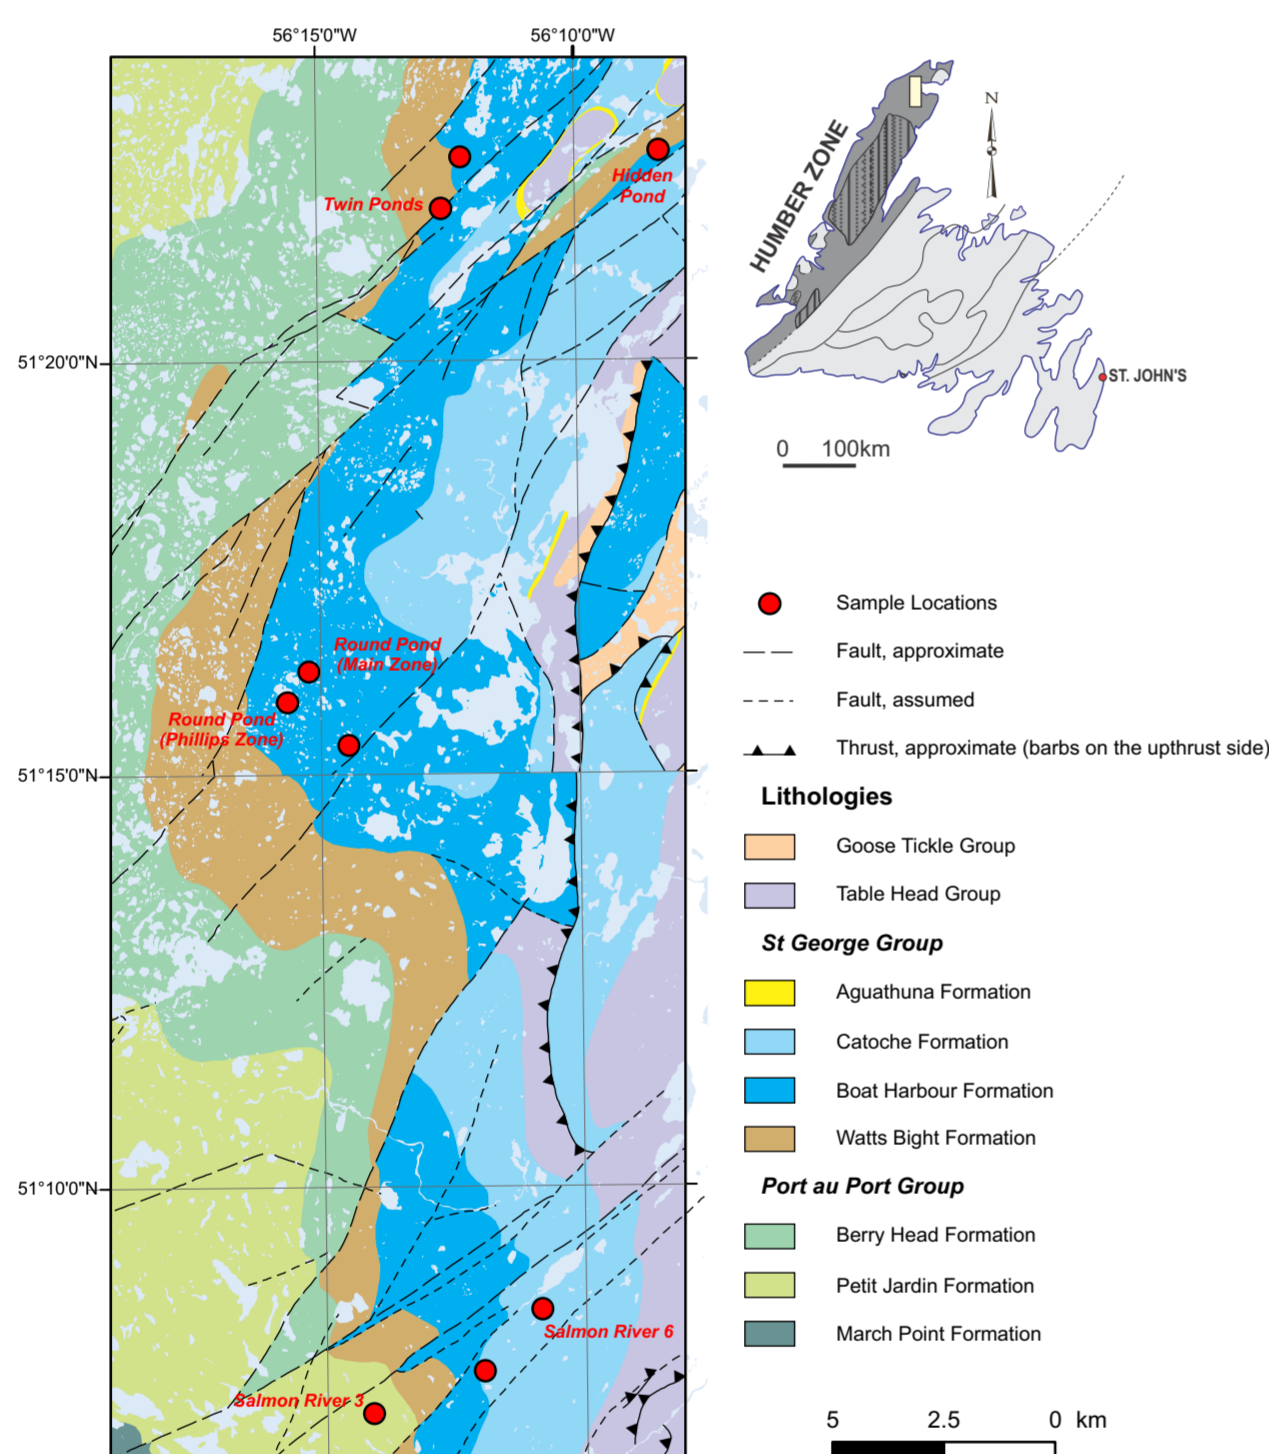 56°15'0"W
56°10'0"W
Hidden
Pond
Twin Ponds
51°20'0"N
Round Pond
(Main Zone)
Round Pond
(Phillips Zone)
51°15'0"N
51°10'0"N
Salmon River 6
Salmon River 3
HUMBER ZONE
N
ST. JOHN'S
0 100km
Sample Locations
Fault, approximate
Fault, assumed
Thrust, approximate (barbs on the upthrust side)
Lithologies
Goose Tickle Group
Table Head Group
St George Group
Aguathuna Formation
Catoche Formation
Boat Harbour Formation
Watts Bight Formation
Port au Port Group
Berry Head Formation
Petit Jardin Formation
March Point Formation
5 2.5 0 km